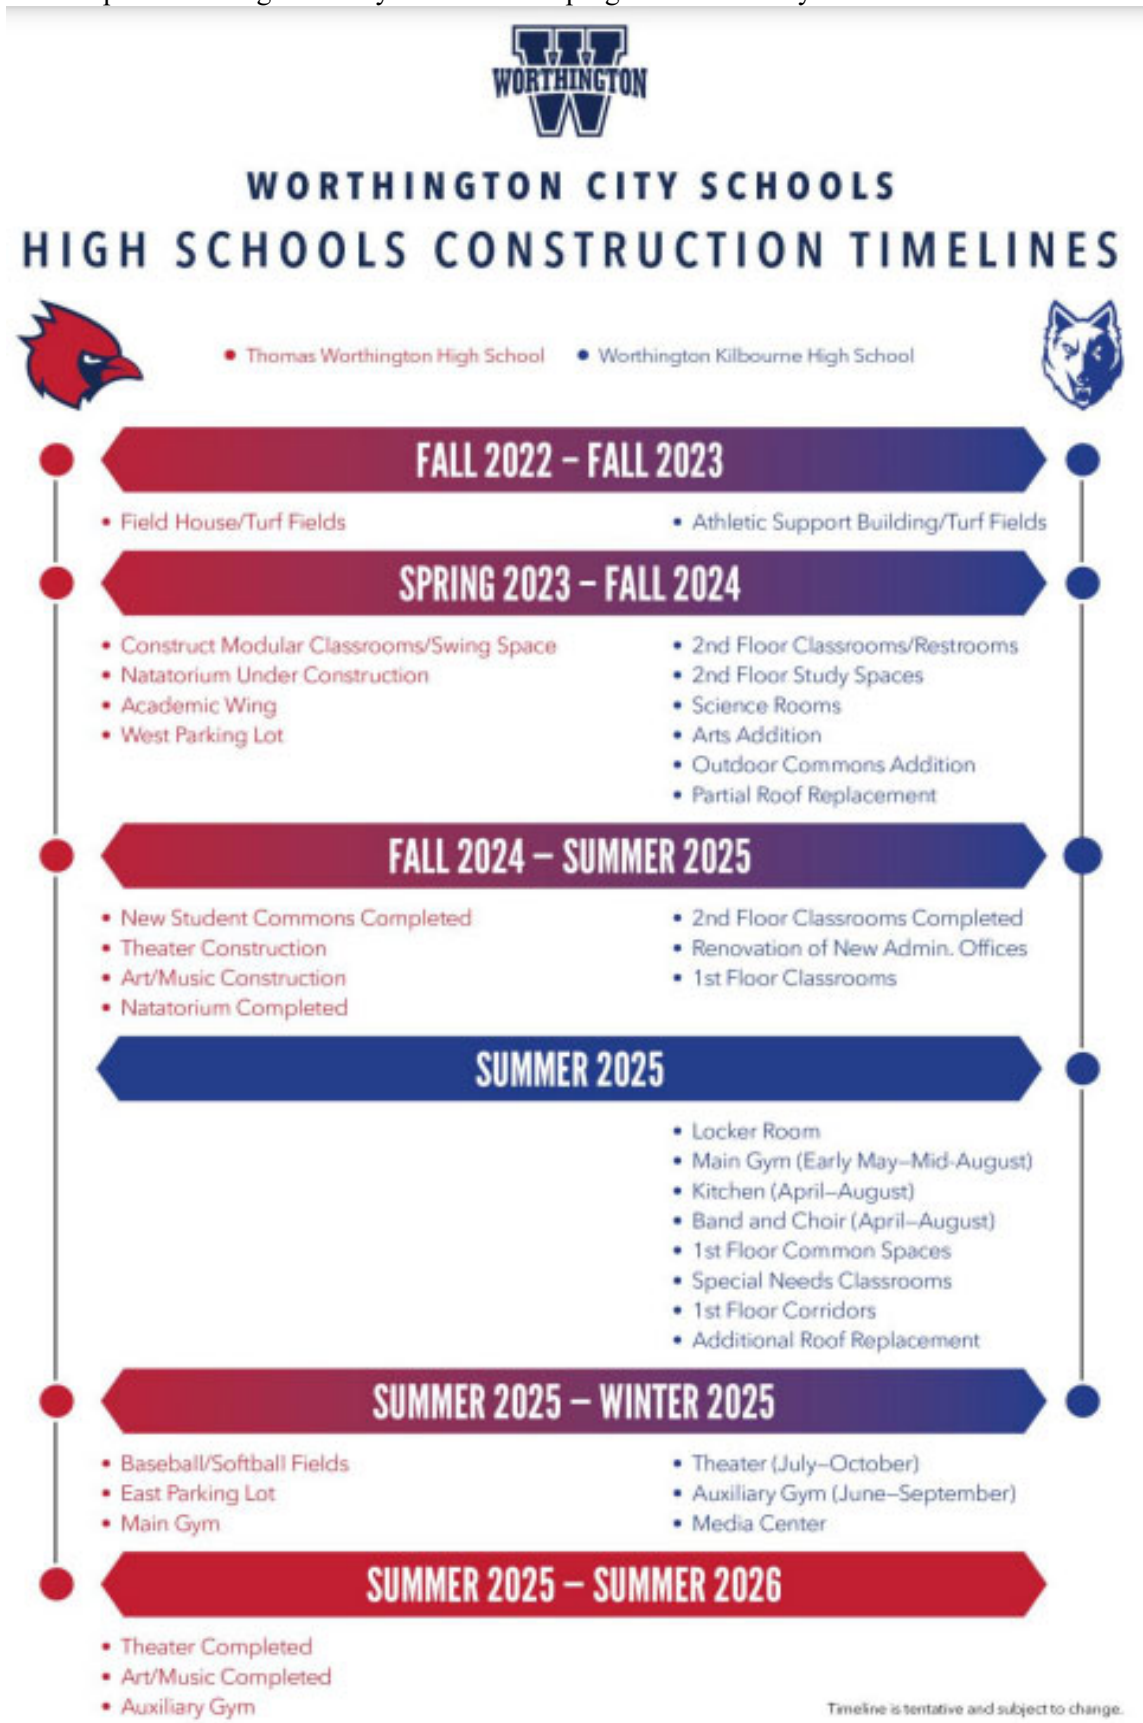 WORTHINGTON
WORTHINGTON CITY SCHOOLS
HIGH SCHOOLS CONSTRUCTION TIMELINES
• Thomas Worthington High School • Worthington Kilbourne High School
FALL 2022 – FALL 2023
• Field House/Turf Fields
• Athletic Support Building/Turf Fields
SPRING 2023 – FALL 2024
• Construct Modular Classrooms/Swing Space
• Natatorium Under Construction
• Academic Wing
• West Parking Lot
• 2nd Floor Classrooms/Restrooms
• 2nd Floor Study Spaces
• Science Rooms
• Arts Addition
• Outdoor Commons Addition
• Partial Roof Replacement
FALL 2024 – SUMMER 2025
• New Student Commons Completed
• Theater Construction
• Art/Music Construction
• Natatorium Completed
• 2nd Floor Classrooms Completed
• Renovation of New Admin. Offices
• 1st Floor Classrooms
SUMMER 2025
• Locker Room
• Main Gym (Early May–Mid-August)
• Kitchen (April–August)
• Band and Choir (April–August)
• 1st Floor Common Spaces
• Special Needs Classrooms
• 1st Floor Corridors
• Additional Roof Replacement
SUMMER 2025 – WINTER 2025
• Baseball/Softball Fields
• East Parking Lot
• Main Gym
• Theater (July–October)
• Auxiliary Gym (June–September)
• Media Center
SUMMER 2025 – SUMMER 2026
• Theater Completed
• Art/Music Completed
• Auxiliary Gym
Timeline is tentative and subject to change.